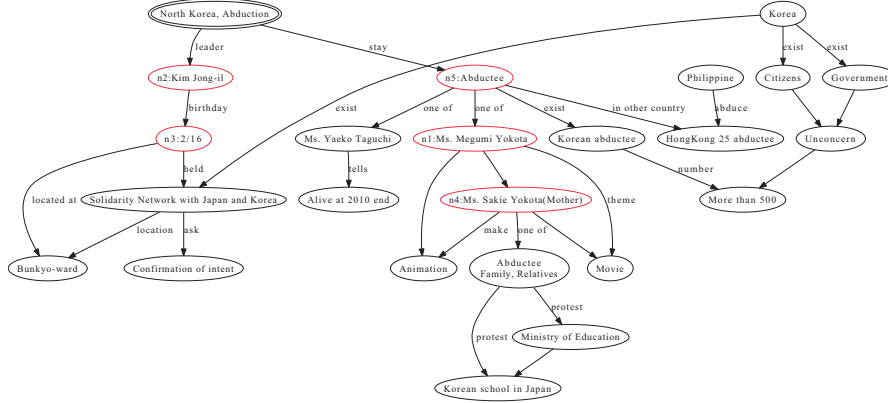 North Korea, Abduction
Korea
leader
stay
exist
exist
n2:Kim Jong-il
n5:Abductee
Philippine
Citizens
Government
birthday
exist
one of
one of
exist
in other country
abduce
n3:2/16
Ms. Yaeko Taguchi
n1:Ms. Megumi Yokota
Korean abductee
HongKong 25 abductee
Unconcern
held
tells
number
located at
Solidarity Network with Japan and Korea
Alive at 2010 end
n4:Ms. Sakie Yokota(Mother)
theme
More than 500
location
ask
make
one of
Bunkyo-ward
Confirmation of intent
Animation
Abductee
Family, Relatives
Movie
protest
protest
Ministry of Education
Korean school in Japan